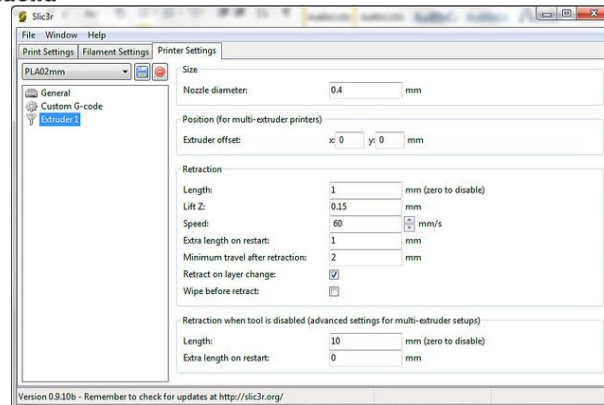 Slic3r
File Window Help
Print Settings Filament Settings Printer Settings
PLA02mm
General
Custom G-code
Extruder 1
Size
Nozzle diameter: 0.4 mm
Position (for multi-extruder printers)
Extruder offset: x: 0 y: 0 mm
Retraction
Length: 1 mm (zero to disable)
Lift Z: 0.15 mm
Speed: 60 mm/s
Extra length on restart: 1 mm
Minimum travel after retraction: 2 mm
Retract on layer change:
Wipe before retract:
Retraction when tool is disabled (advanced settings for multi-extruder setups)
Length: 10 mm (zero to disable)
Extra length on restart: 0 mm
Version 0.9.10b - Remember to check for updates at http://slic3r.org/